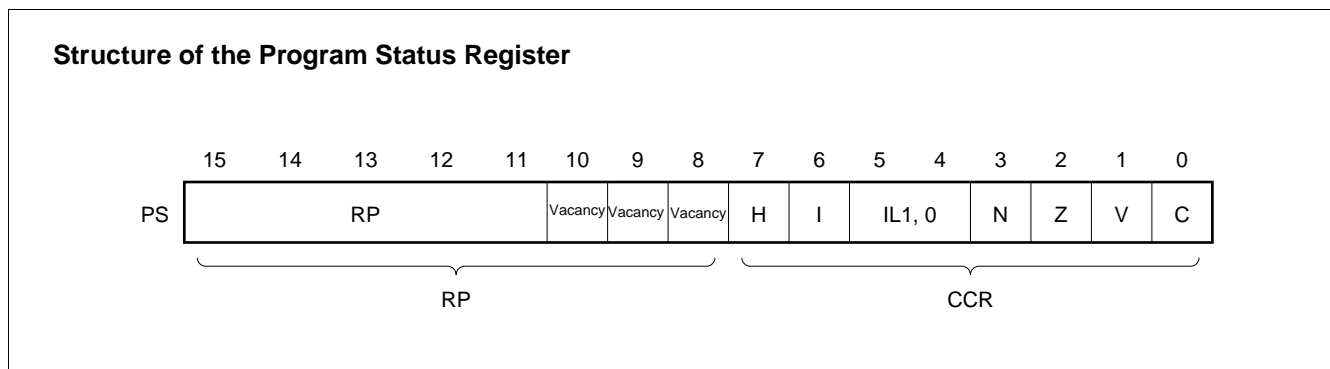 Structure of the Program Status Register
15 14 13 12 11 10 9 8 7 6 5 4 3 2 1 0
PS RP Vacancy Vacancy Vacancy H I IL1, 0 N Z V C
RP CCR